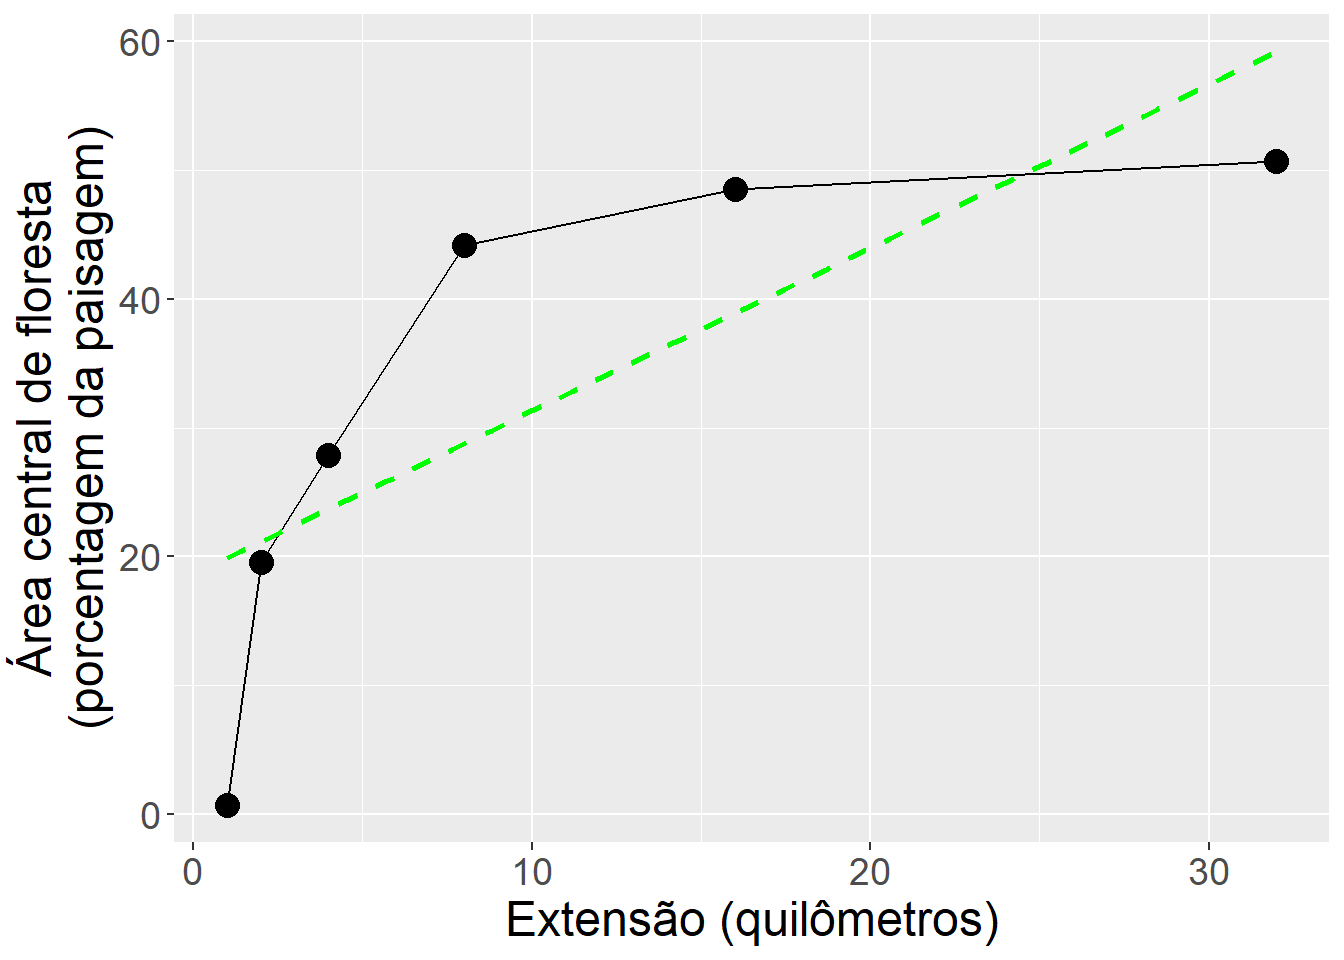 Área central de floresta
(porcentagem da paisagem)
60
40
20
0
0 10 20 30
Extensão (quilômetros)